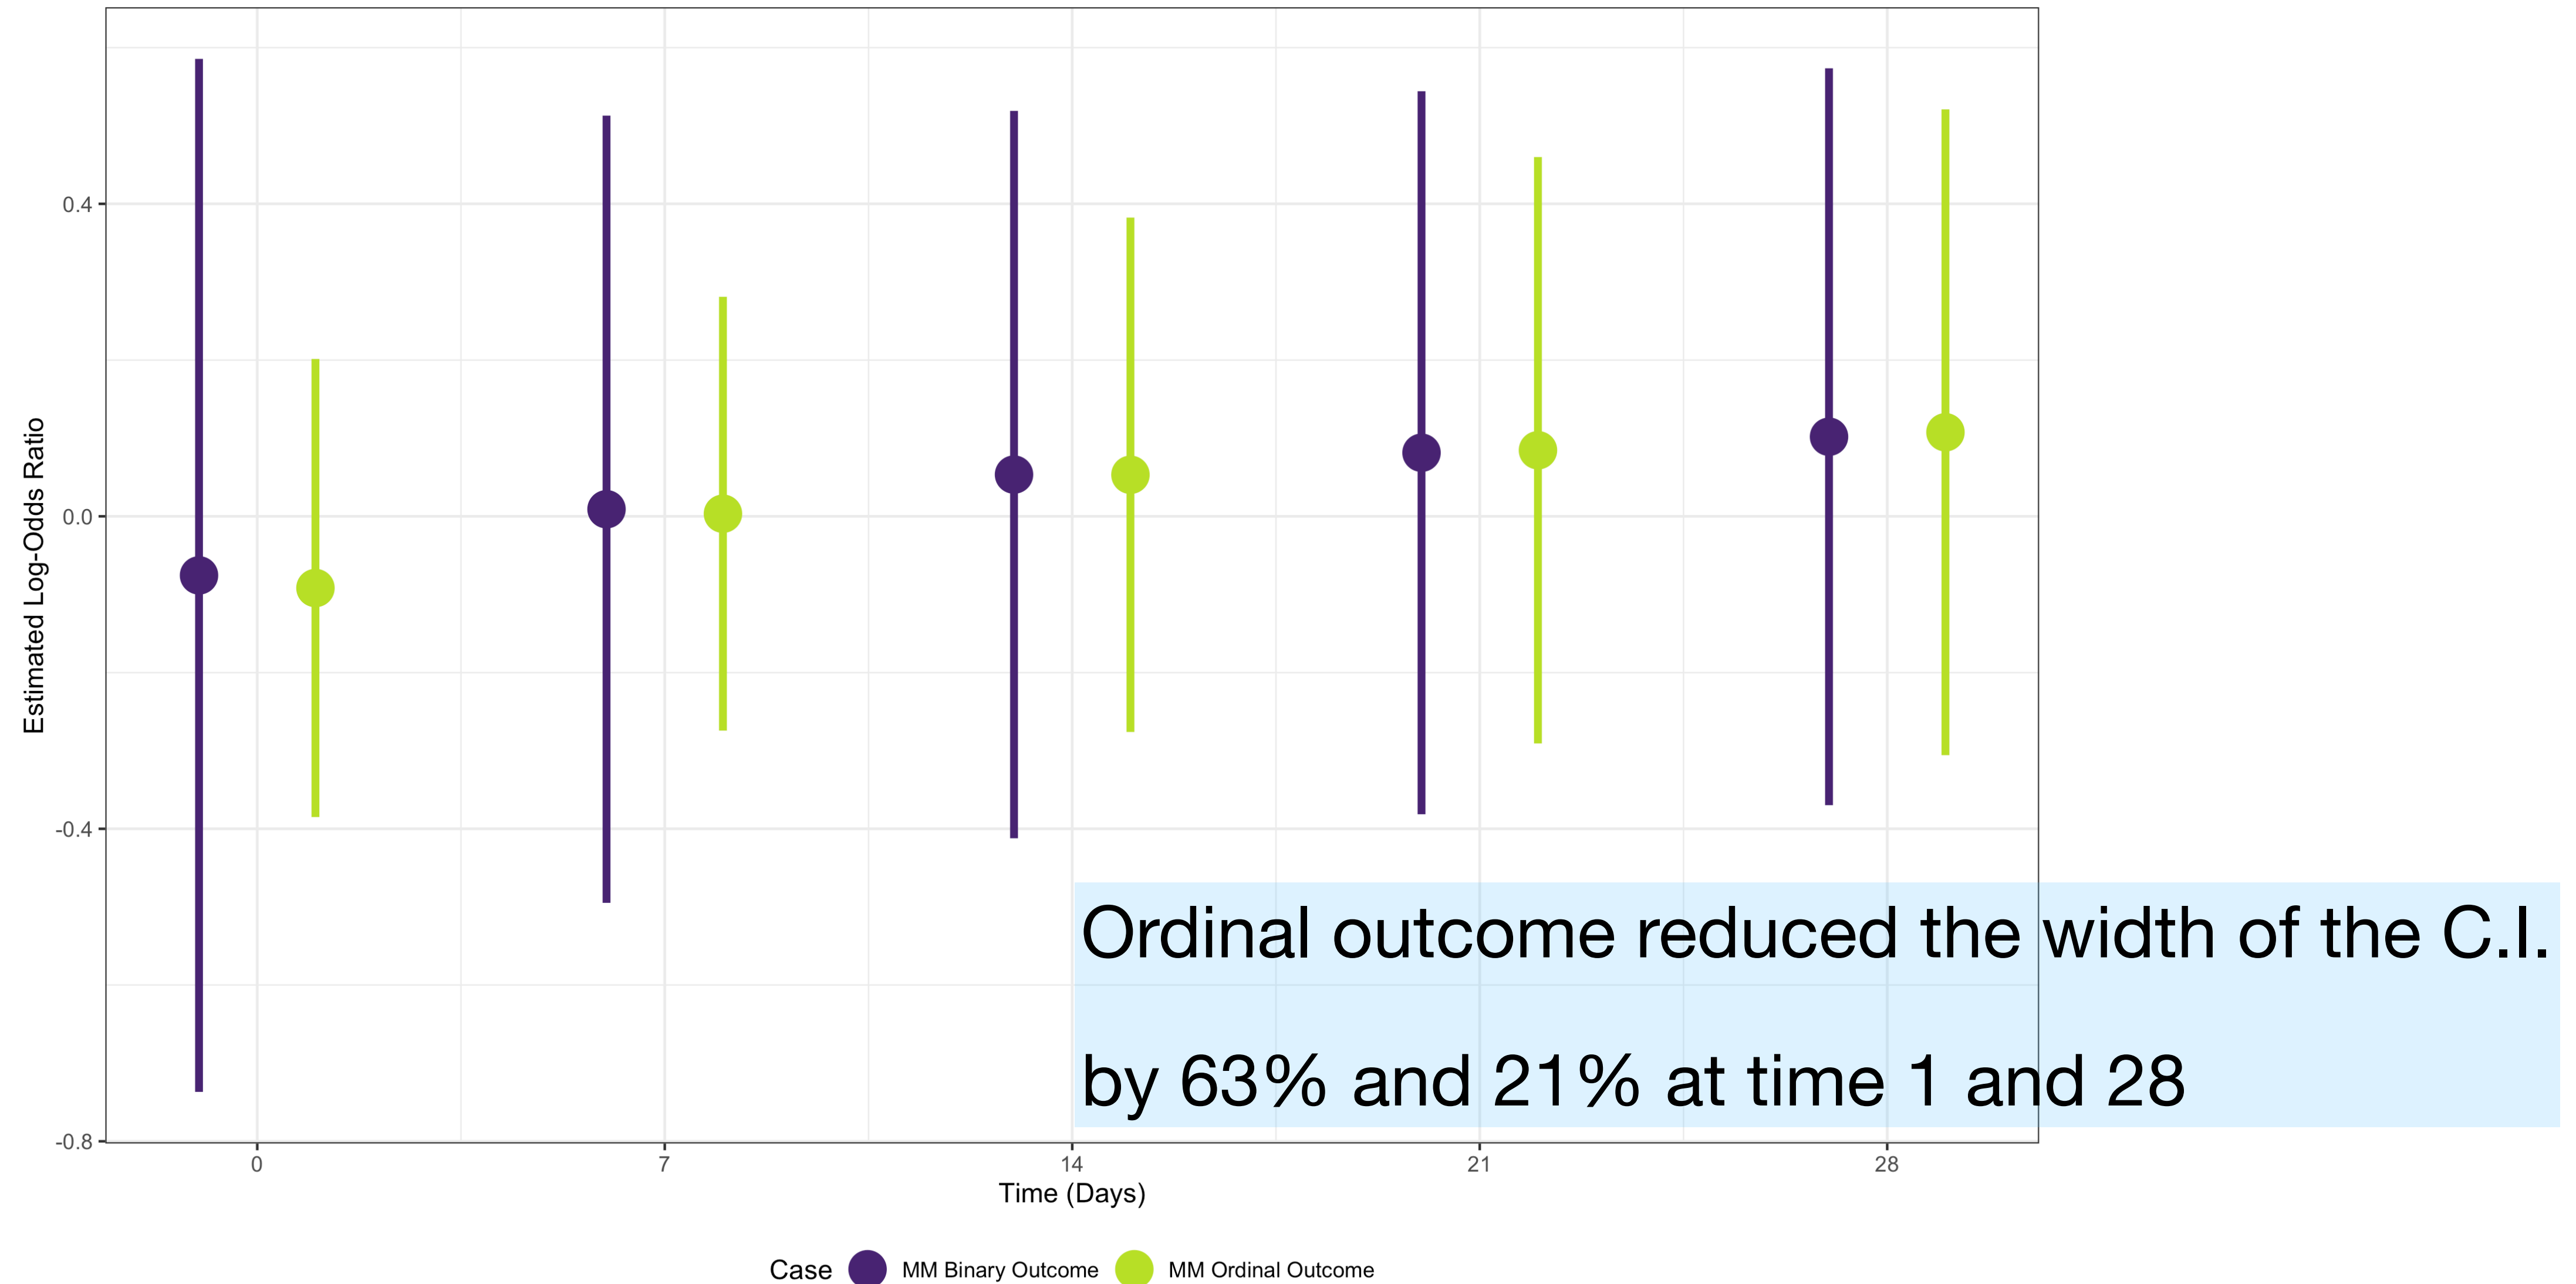 Estimated Log-Odds Ratio
0.4
0.0
-0.4
-0.8
Ordinal outcome reduced the width of the C.I.
by 63% and 21% at time 1 and 28
0 7 14 21 28
Time (Days)
Case MM Binary Outcome MM Ordinal Outcome